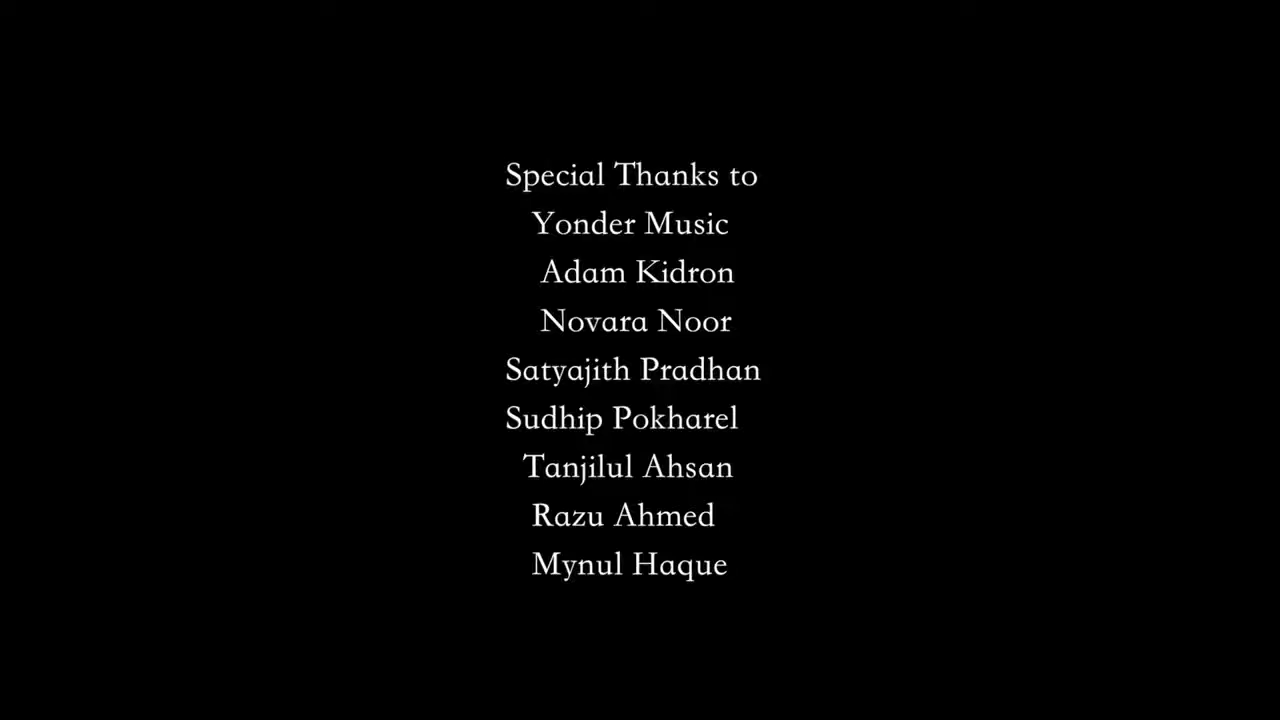 Special Thanks to
Yonder Music
Adam Kidron
Novara Noor
Satyajith Pradhan
Sudhip Pokharel
Tanjilul Ahsan
Razu Ahmed
Mynul Haque